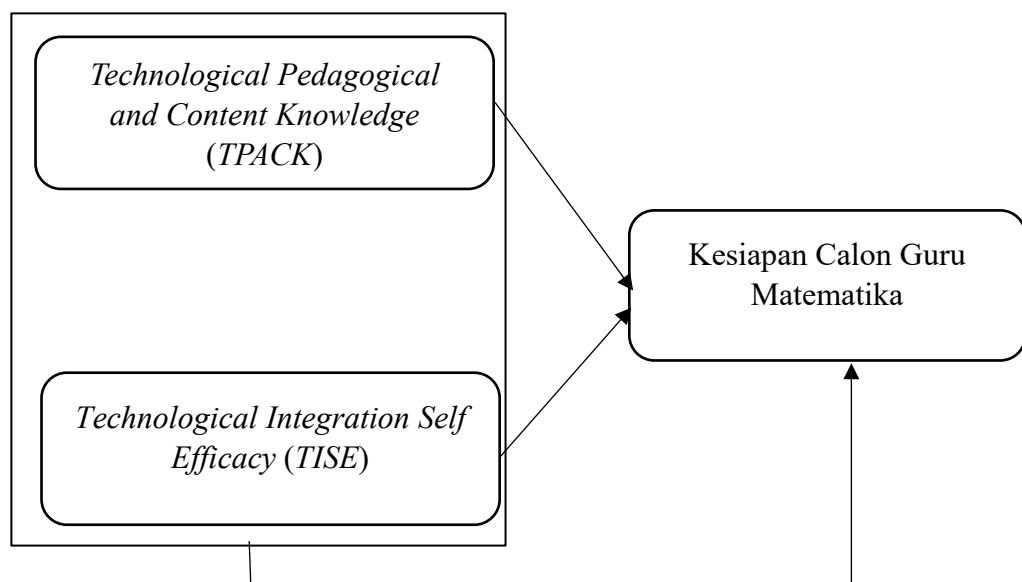 Technological Pedagogical
and Content Knowledge
(TPACK)
Kesiapan Calon Guru
Matematika
Technological Integration Self
Efficacy (TISE)